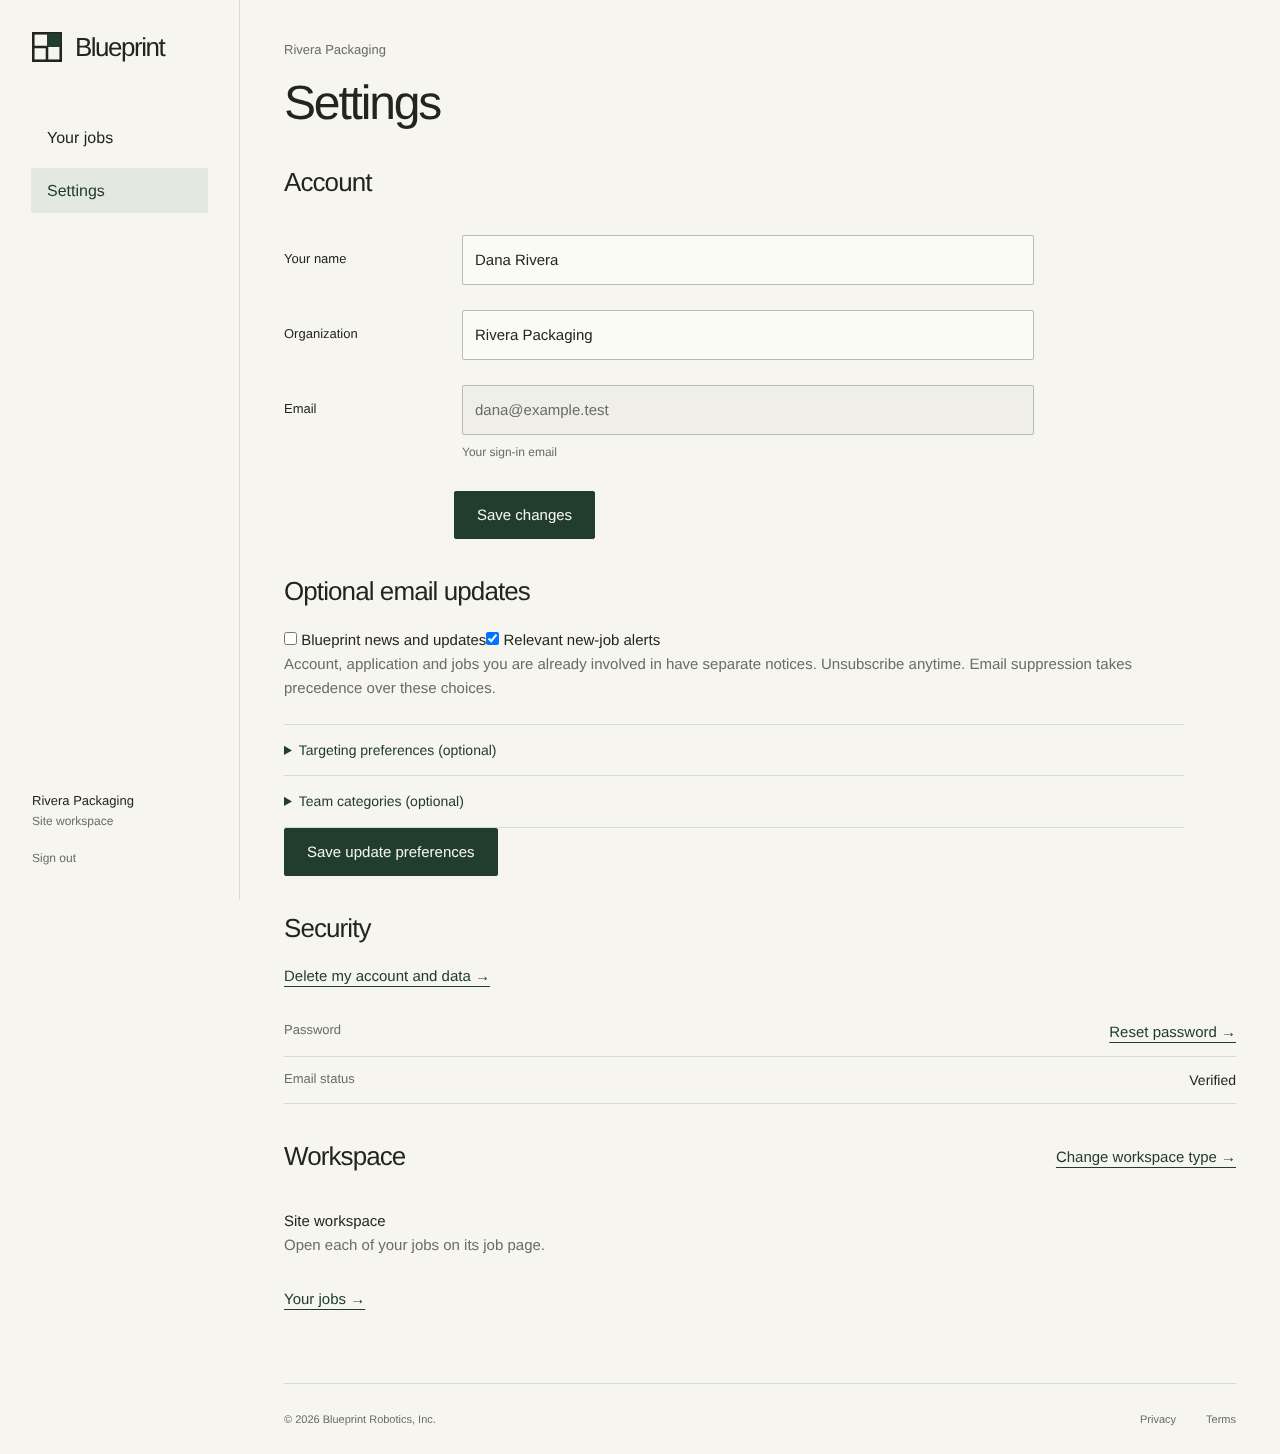 Blueprint
Your jobs
Settings
Rivera Packaging
Site workspace
Sign out
Rivera Packaging
Settings
Account
Your name
Dana Rivera
Organization
Rivera Packaging
Email
dana@example.test
Your sign-in email
Save changes
Optional email updates
Blueprint news and updates Relevant new-job alerts
Account, application and jobs you are already involved in have separate notices. Unsubscribe anytime. Email suppression takes
precedence over these choices.
Targeting preferences (optional)
Team categories (optional)
Save update preferences
Security
Delete my account and data →
Password Reset password →
Email status Verified
Workspace Change workspace type →
Site workspace
Open each of your jobs on its job page.
Your jobs →
© 2026 Blueprint Robotics, Inc. Privacy Terms